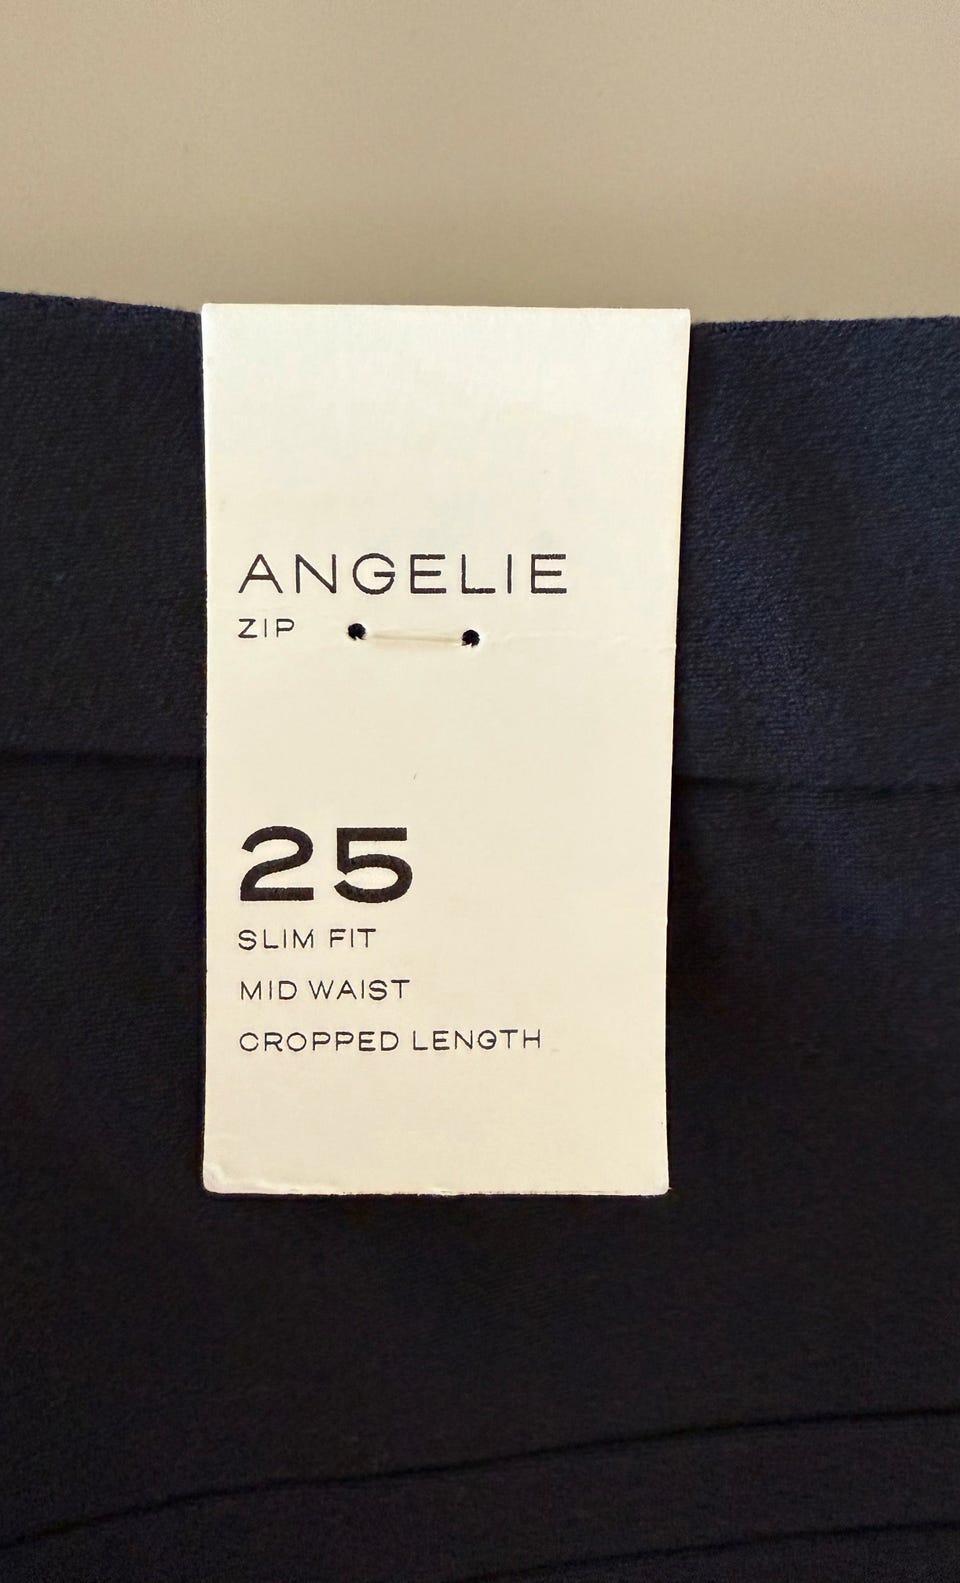 ANGELIE
ZIP
25
SLIM FIT
MID WAIST
CROPPED LENGTH